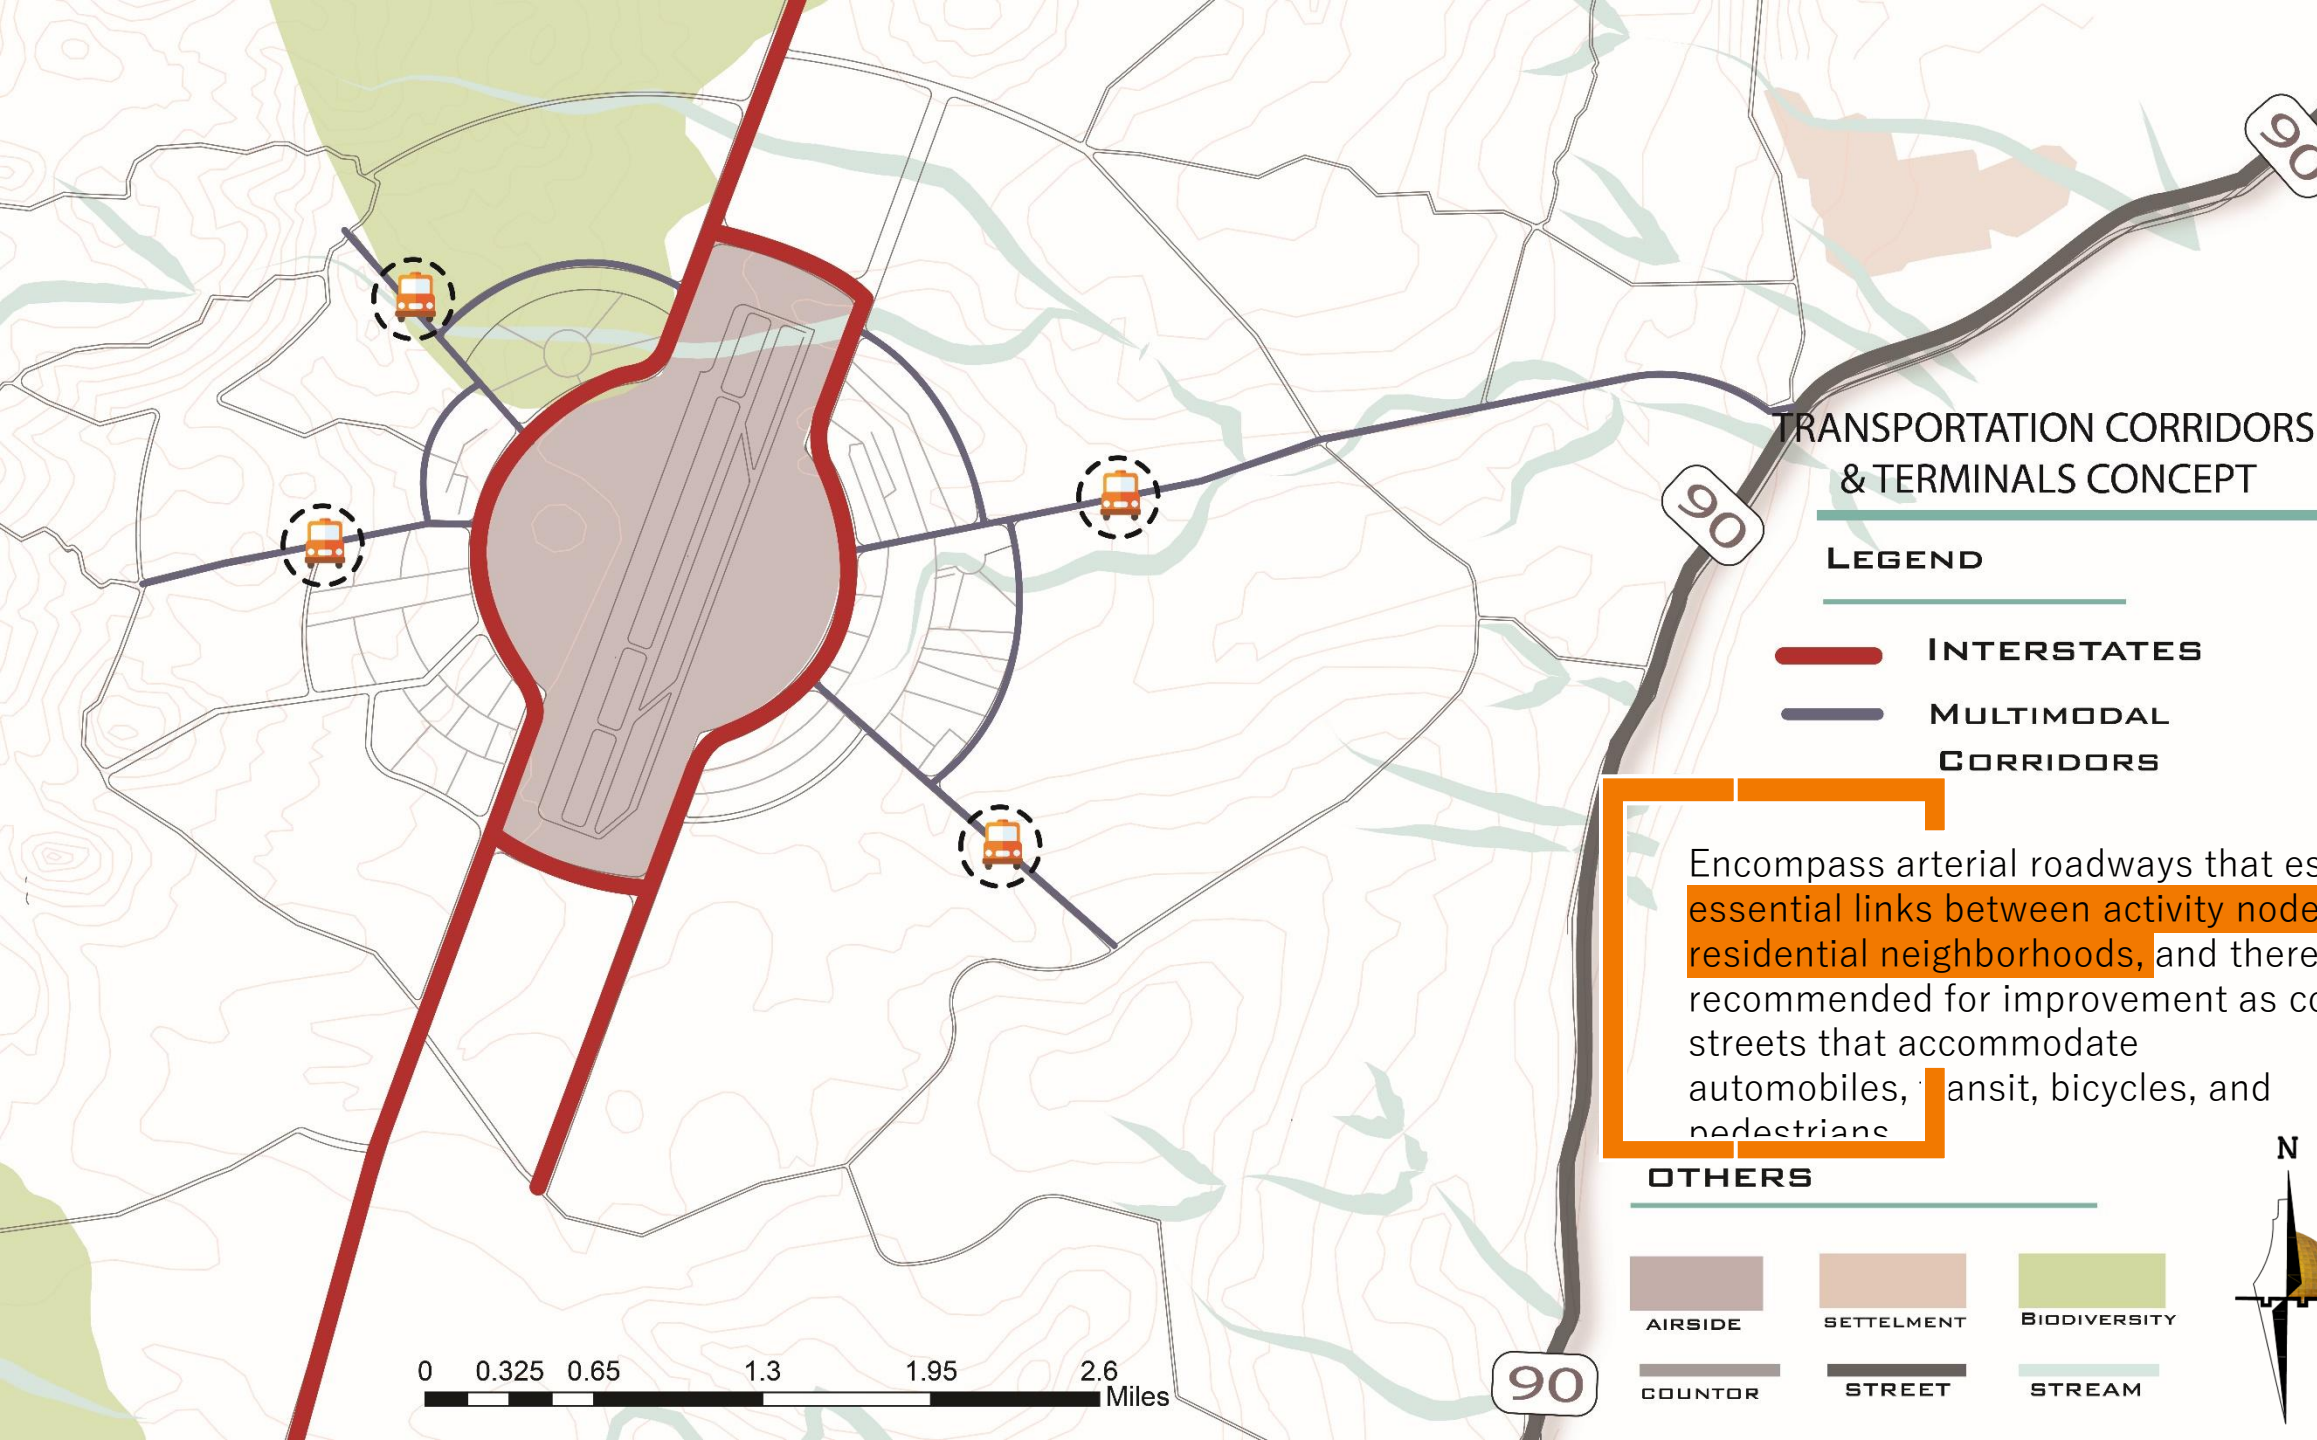 90
TRANSPORTATION CORRIDORS
& TERMINALS CONCEPT
90
LEGEND
INTERSTATES
MULTIMODAL
CORRIDORS
Encompass arterial roadways that es
essential links between activity node
residential neighborhoods, and there
recommended for improvement as co
streets that accommodate
automobiles, transit, bicycles, and
pedestrians
OTHERS
N
AIRSIDE SETTELMENT BIODIVERSITY
COUNTOR STREET STREAM
90
0 0.325 0.65 1.3 1.95 2.6
Miles